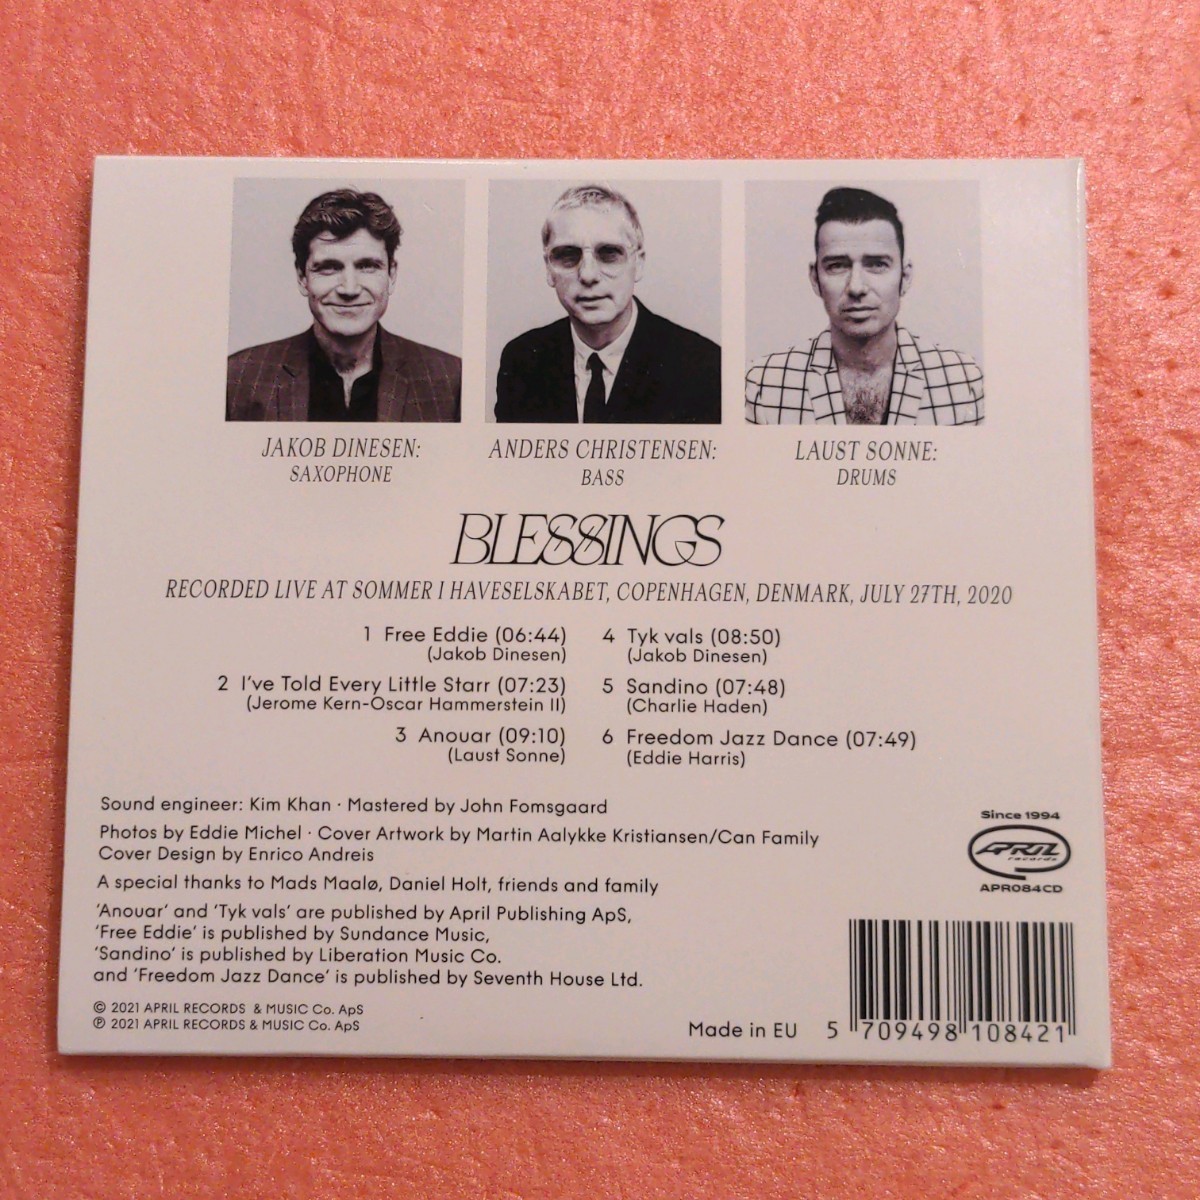 JAKOB DINESEN:
SAXOPHONE
ANDERS CHRISTENSEN:
BASS
LAUST SONNE:
DRUMS
BLESSINGS
RECORDED LIVE AT SOMMER I HAVESELSKABET, COPENHAGEN, DENMARK, JULY 27TH, 2020
1 Free Eddie (06:44)
(Jakob Dinesen)
2 I've Told Every Little Starr (07:23)
(Jerome Kern-Oscar Hammerstein II)
3 Anouar (09:10)
(Laust Sonne)
4 Tyk vals (08:50)
(Jakob Dinesen)
5 Sandino (07:48)
(Charlie Haden)
6 Freedom Jazz Dance (07:49)
(Eddie Harris)
Sound engineer: Kim Khan · Mastered by John Fomsgaard
Photos by Eddie Michel · Cover Artwork by Martin Aalykke Kristiansen/Can Family
Cover Design by Enrico Andreis
A special thanks to Mads Maalø, Daniel Holt, friends and family
'Anouar' and 'Tyk vals' are published by April Publishing ApS,
'Free Eddie' is published by Sundance Music,
'Sandino' is published by Liberation Music Co.
and 'Freedom Jazz Dance' is published by Seventh House Ltd.
© 2021 APRIL RECORDS & MUSIC Co. ApS
℗ 2021 APRIL RECORDS & MUSIC Co. ApS
Since 1994
APRIL
records
APR084CD
Made in EU
5 709498 108421